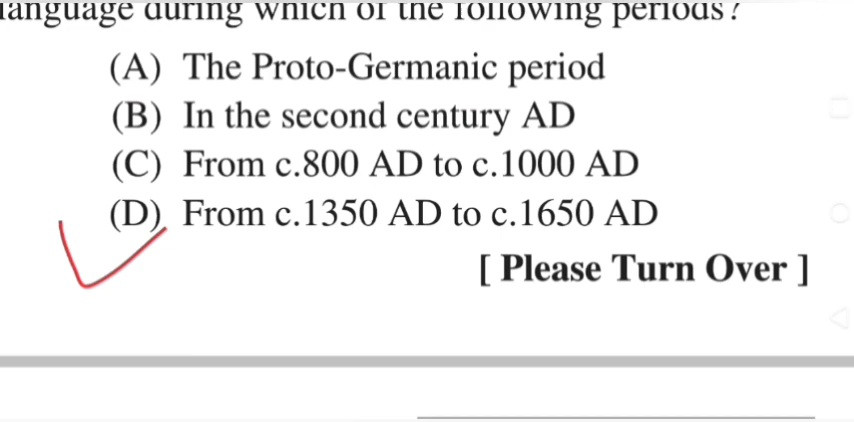 language during which of the following periods?
(A) The Proto-Germanic period
(B) In the second century AD
(C) From c.800 AD to c.1000 AD
(D) From c.1350 AD to c.1650 AD
[ Please Turn Over ]